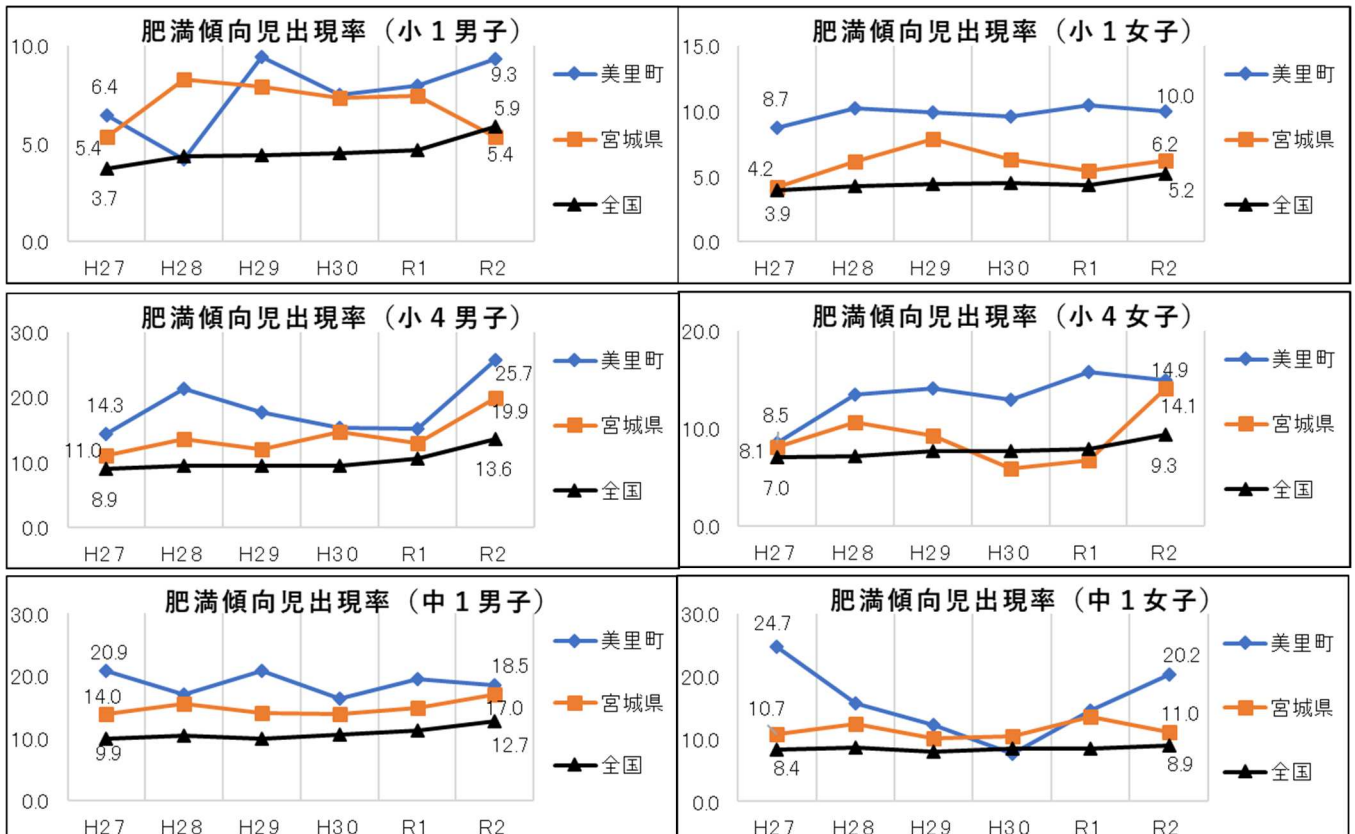 肥満傾向児出現率（小1男子）
10.0
5.0
0.0
6.4
5.4
3.7
9.3
5.9
5.4
H27 H28 H29 H30 R1 R2
美里町
宮城県
全国
肥満傾向児出現率（小1女子）
15.0
10.0
5.0
0.0
8.7
4.2
3.9
10.0
6.2
5.2
H27 H28 H29 H30 R1 R2
美里町
宮城県
全国
肥満傾向児出現率（小4男子）
30.0
20.0
10.0
0.0
14.3
11.0
8.9
25.7
19.9
13.6
H27 H28 H29 H30 R1 R2
美里町
宮城県
全国
肥満傾向児出現率（小4女子）
20.0
10.0
0.0
8.5
8.1
7.0
14.9
14.1
9.3
H27 H28 H29 H30 R1 R2
美里町
宮城県
全国
肥満傾向児出現率（中1男子）
30.0
20.0
10.0
0.0
20.9
14.0
9.9
18.5
17.0
12.7
H27 H28 H29 H30 R1 R2
美里町
宮城県
全国
肥満傾向児出現率（中1女子）
30.0
20.0
10.0
0.0
24.7
10.7
8.4
20.2
11.0
8.9
H27 H28 H29 H30 R1 R2
美里町
宮城県
全国